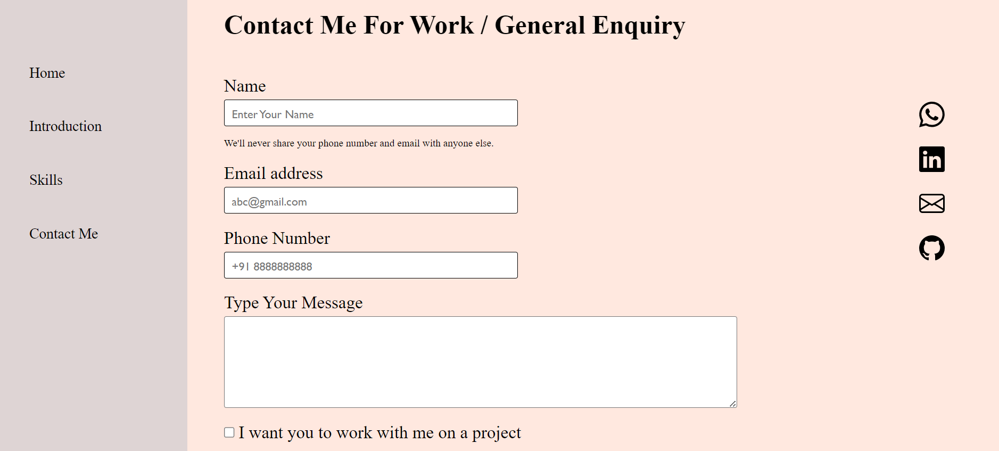 Home
Introduction
Skills
Contact Me
Contact Me For Work / General Enquiry
Name
Enter Your Name
We'll never share your phone number and email with anyone else.
Email address
abc@gmail.com
Phone Number
+91 8888888888
Type Your Message
I want you to work with me on a project
in